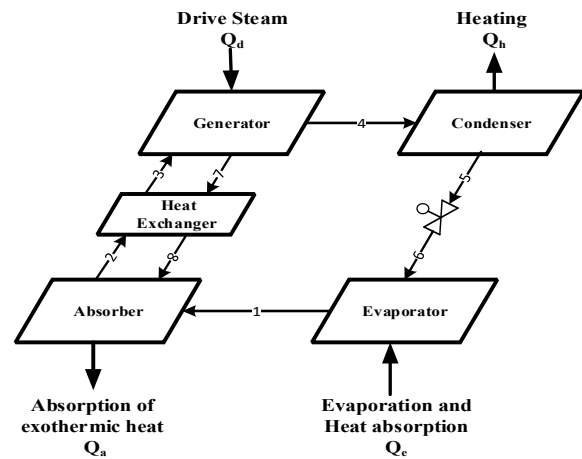 Drive Steam
Q_d
Heating
Q_h
Generator
4
Condenser
3
7
5
Heat
Exchanger
2
8
6
Absorber
1
Evaporator
Absorption of
exothermic heat
Q_a
Evaporation and
Heat absorption
Q_e